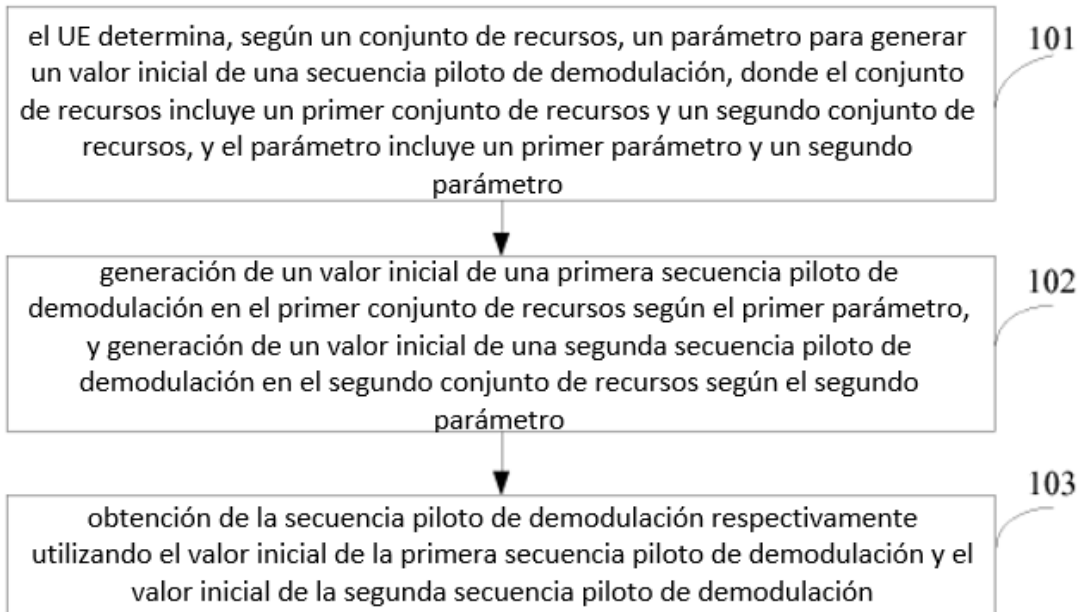 el UE determina, según un conjunto de recursos, un parámetro para generar
un valor inicial de una secuencia piloto de demodulación, donde el conjunto
de recursos incluye un primer conjunto de recursos y un segundo conjunto de
recursos, y el parámetro incluye un primer parámetro y un segundo
parámetro
101
generación de un valor inicial de una primera secuencia piloto de
demodulación en el primer conjunto de recursos según el primer parámetro,
y generación de un valor inicial de una segunda secuencia piloto de
demodulación en el segundo conjunto de recursos según el segundo
parámetro
102
obtención de la secuencia piloto de demodulación respectivamente
utilizando el valor inicial de la primera secuencia piloto de demodulación y el
valor inicial de la segunda secuencia piloto de demodulación
103